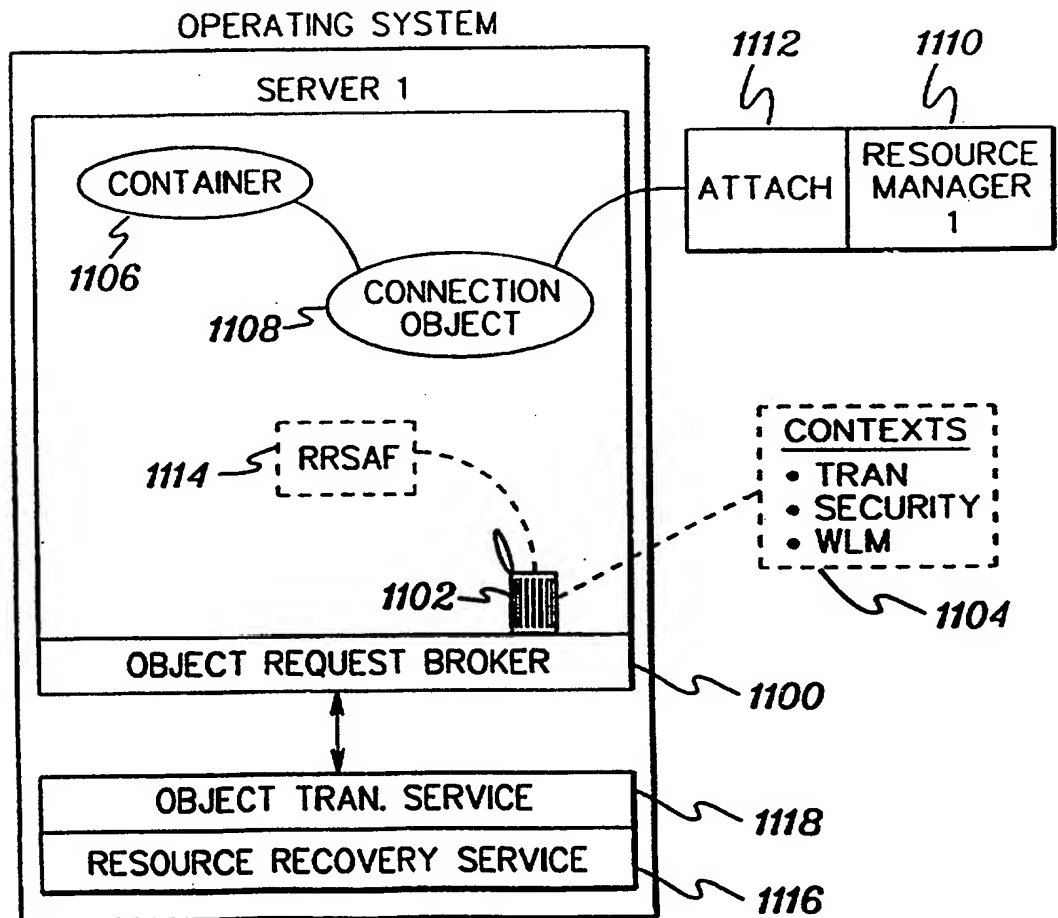 OPERATING SYSTEM
SERVER 1
1112
1110
CONTAINER
1106
ATTACH
RESOURCE
MANAGER
1
CONNECTION
OBJECT
1108
RRSAF
1114
CONTEXTS
• TRAN
• SECURITY
• WLM
1104
1102
OBJECT REQUEST BROKER
1100
OBJECT TRAN. SERVICE
1118
RESOURCE RECOVERY SERVICE
1116